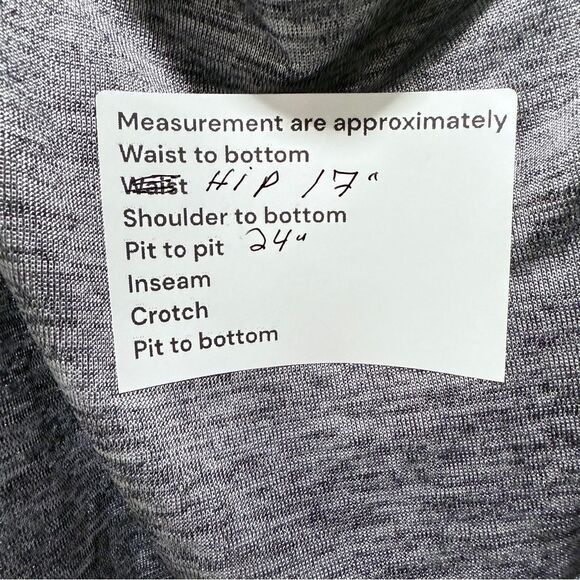 Measurement are approximately
Waist to bottom
Waist HiP 17"
Shoulder to bottom
Pit to pit 24"
Inseam
Crotch
Pit to bottom